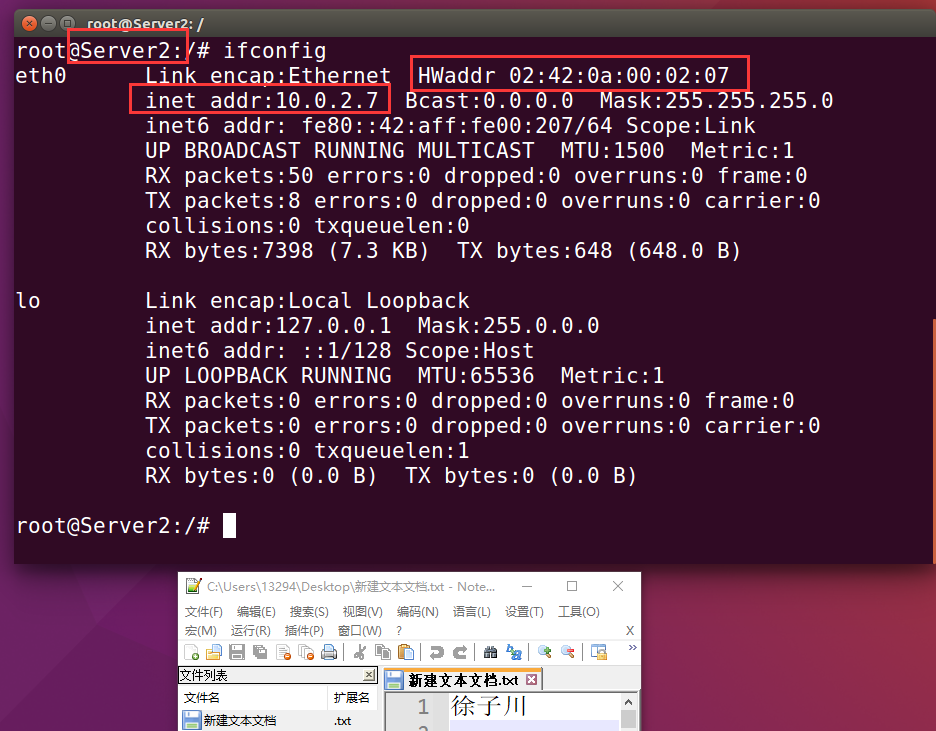 root@Server2: /
root@Server2:/# ifconfig
eth0 Link encap:Ethernet HWaddr 02:42:0a:00:02:07
inet addr:10.0.2.7 Bcast:0.0.0.0 Mask:255.255.255.0
inet6 addr: fe80::42:aff:fe00:207/64 Scope:Link
UP BROADCAST RUNNING MULTICAST MTU:1500 Metric:1
RX packets:50 errors:0 dropped:0 overruns:0 frame:0
TX packets:8 errors:0 dropped:0 overruns:0 carrier:0
collisions:0 txqueuelen:0
RX bytes:7398 (7.3 KB) TX bytes:648 (648.0 B)
lo Link encap:Local Loopback
inet addr:127.0.0.1 Mask:255.0.0.0
inet6 addr: ::1/128 Scope:Host
UP LOOPBACK RUNNING MTU:65536 Metric:1
RX packets:0 errors:0 dropped:0 overruns:0 frame:0
TX packets:0 errors:0 dropped:0 overruns:0 carrier:0
collisions:0 txqueuelen:1
RX bytes:0 (0.0 B) TX bytes:0 (0.0 B)
root@Server2:/#
C:\Users\13294\Desktop\新建文本文档.txt - Note...
文件(F) 编辑(E) 搜索(S) 视图(V) 编码(N) 语言(L) 设置(T) 工具(O)
宏(M) 运行(R) 插件(P) 窗口(W) ? X
文件列表
新建文本文档.txt
文件名 扩展名
新建文本文档 .txt
1 徐子川